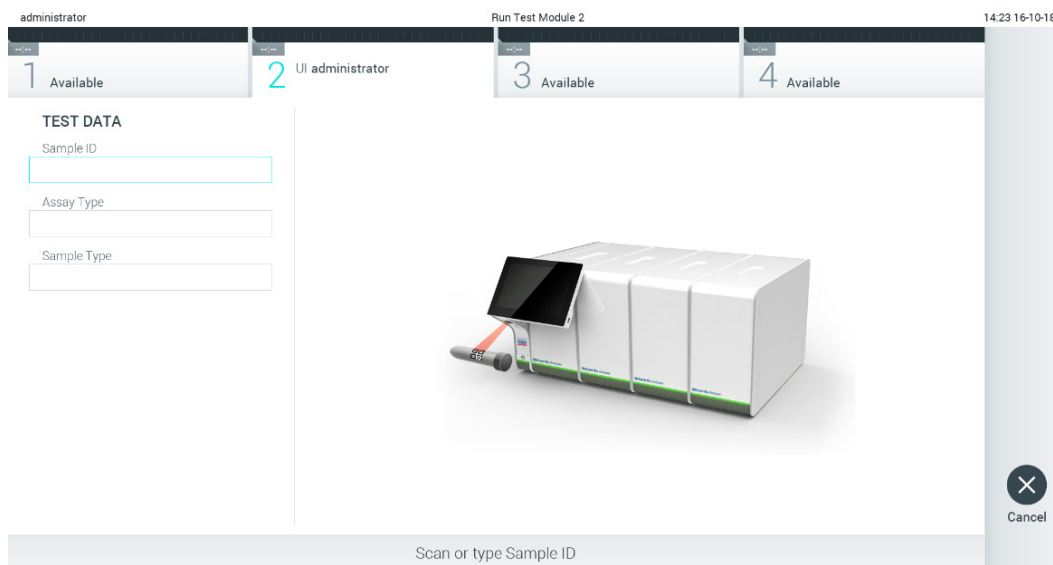 administrator
Run Test Module 2
14:23 16-10-18
--:--
--:--
--:--
--:--
1 Available
2 UI administrator
3 Available
4 Available
TEST DATA
Sample ID
Assay Type
Sample Type
Cancel
Scan or type Sample ID